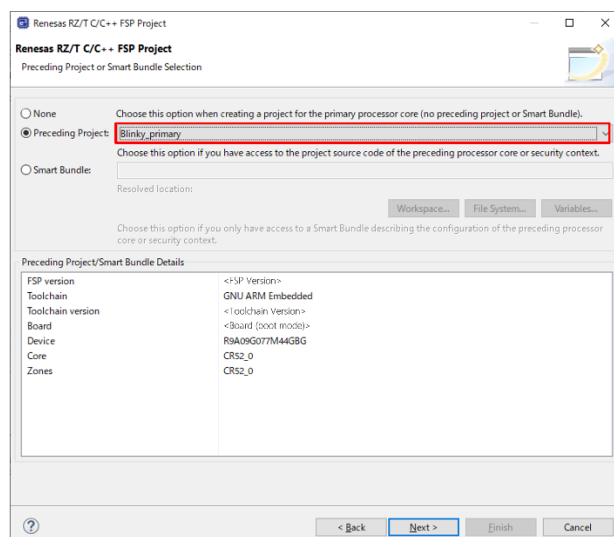 Renesas RZ/T C/C++ FSP Project
Renesas RZ/T C/C++ FSP Project
Preceding Project or Smart Bundle Selection
None
Choose this option when creating a project for the primary processor core (no preceding project or Smart Bundle).
Preceding Project:
Blinky_primary
Choose this option if you have access to the project source code of the preceding processor core or security context.
Smart Bundle:
Resolved location:
Workspace... File System... Variables...
Choose this option if you only have access to a Smart Bundle describing the configuration of the preceding processor
core or security context.
Preceding Project/Smart Bundle Details
FSP version <FSP Version>
Toolchain GNU ARM Embedded
Toolchain version <Toolchain Version>
Board <Board (boot mode)>
Device R9A09G077M44GBG
Core CR52_0
Zones CR52_0
? < Back Next > Finish Cancel